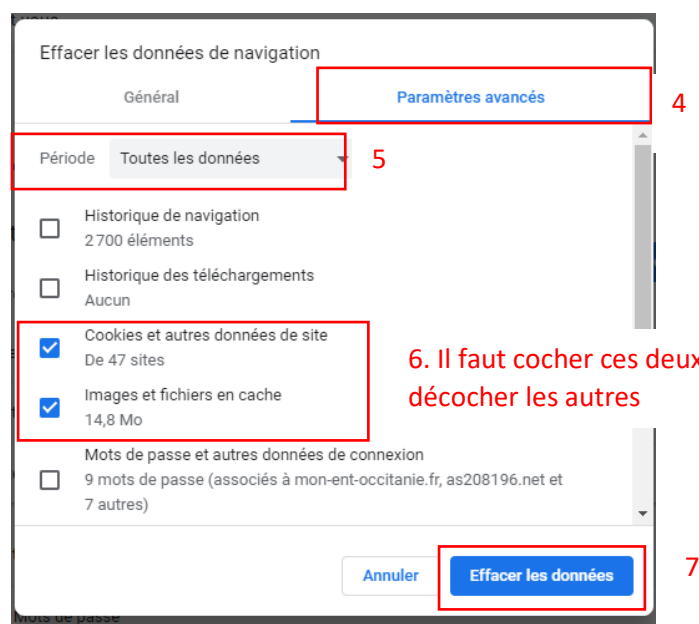 Effacer les données de navigation
Général
Paramètres avancés
4
Période Toutes les données
5
Historique de navigation
2 700 éléments
Historique des téléchargements
Aucun
Cookies et autres données de site
De 47 sites
6. Il faut cocher ces deux
Images et fichiers en cache
décocher les autres
14,8 Mo
Mots de passe et autres données de connexion
9 mots de passe (associés à mon-ent-occitanie.fr, as208196.net et
7 autres)
Annuler
Effacer les données
7
Mots de passe